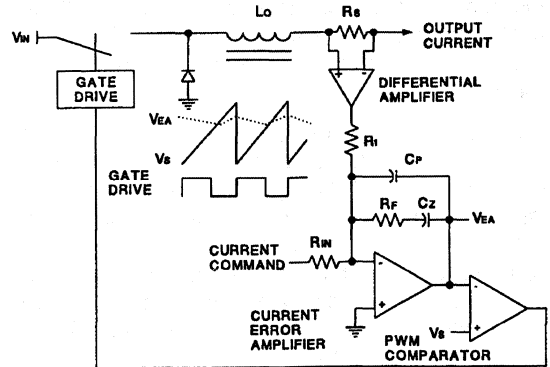 Lo
Rs
VIN
OUTPUT
CURRENT
GATE
DRIVE
DIFFERENTIAL
AMPLIFIER
VEA
Vs
R1
GATE
DRIVE
CP
RF
CZ
VEA
CURRENT
COMMAND
RIN
CURRENT
ERROR
AMPLIFIER
Vs
PWM
COMPARATOR